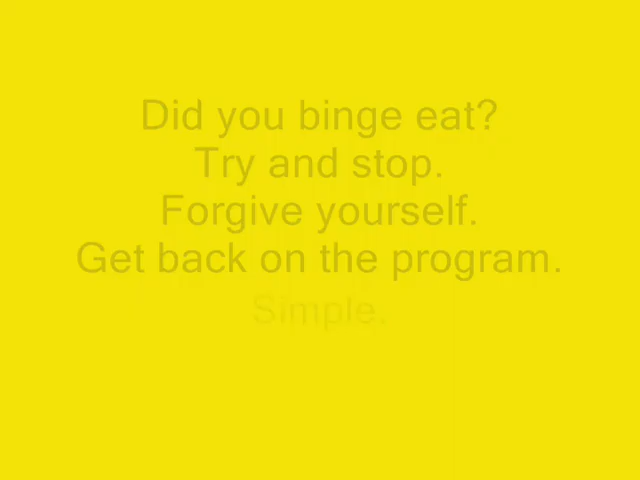 Did you binge eat?
Try and stop.
Forgive yourself.
Get back on the program.
Simple.